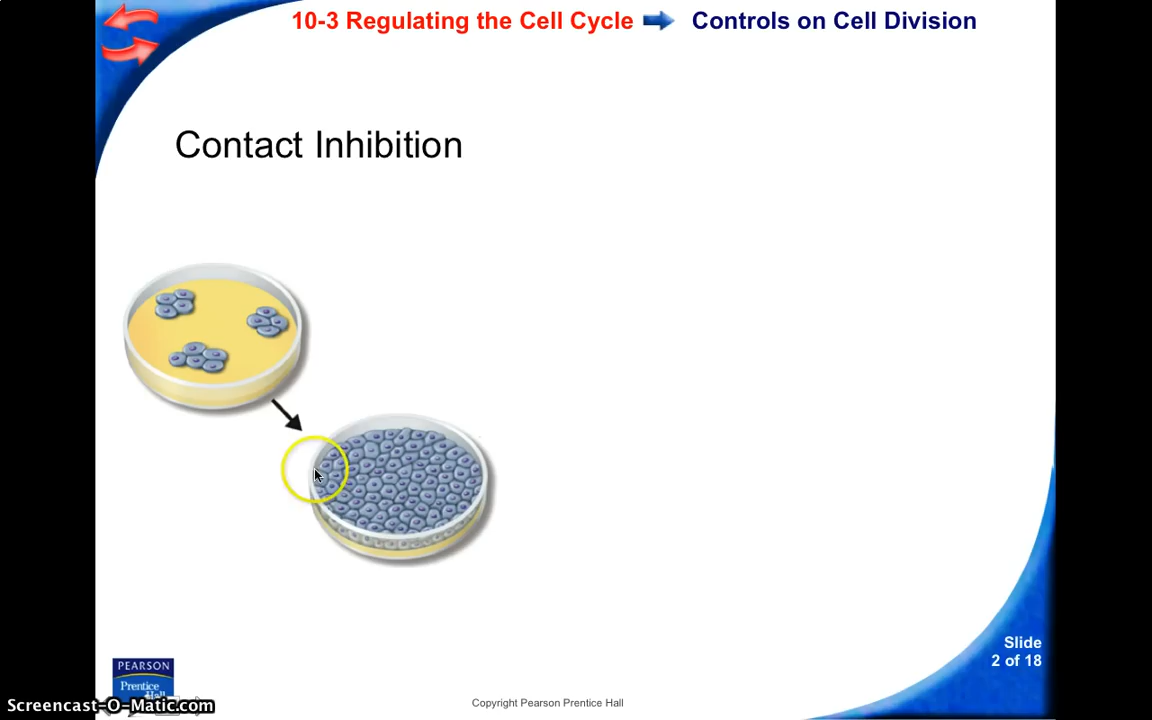 10-3 Regulating the Cell Cycle Controls on Cell Division
Contact Inhibition
Slide
2 of 18
PEARSON
Prentice
Hall
Screencast-O-Matic.com
Copyright Pearson Prentice Hall